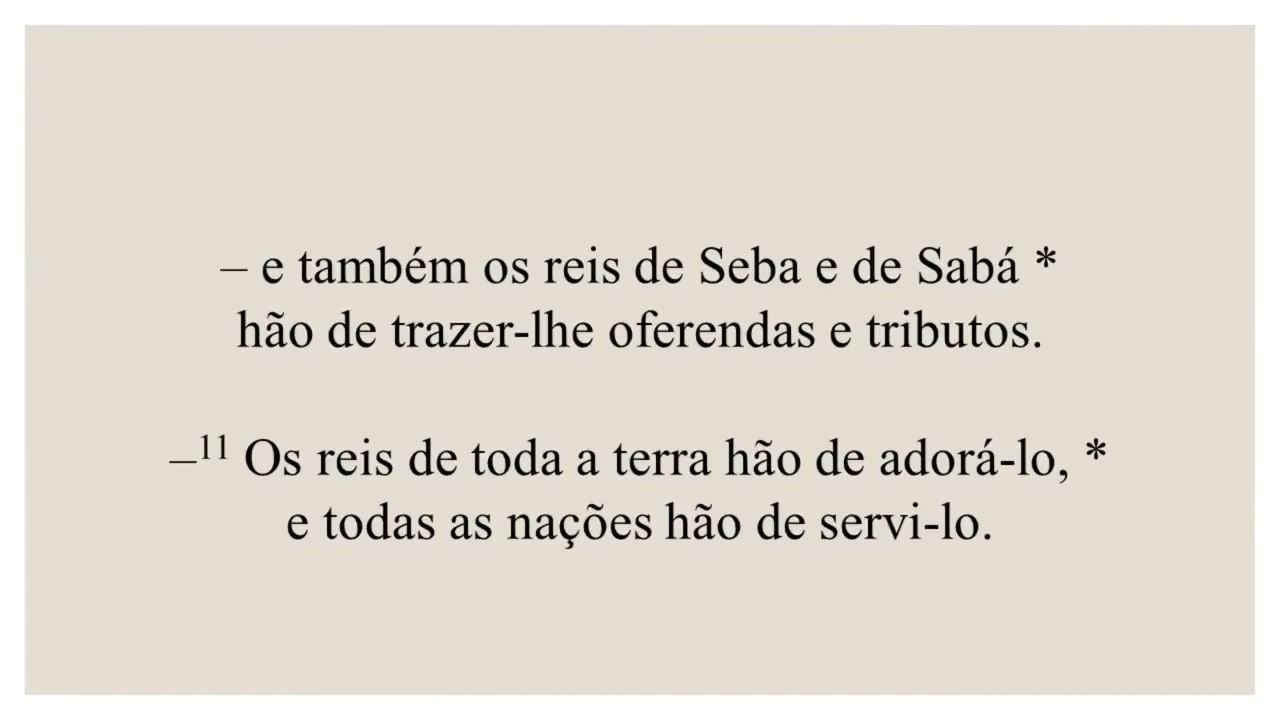 – e também os reis de Seba e de Sabá *
hão de trazer-lhe oferendas e tributos.
–¹¹ Os reis de toda a terra hão de adorá-lo, *
e todas as nações hão de servi-lo.